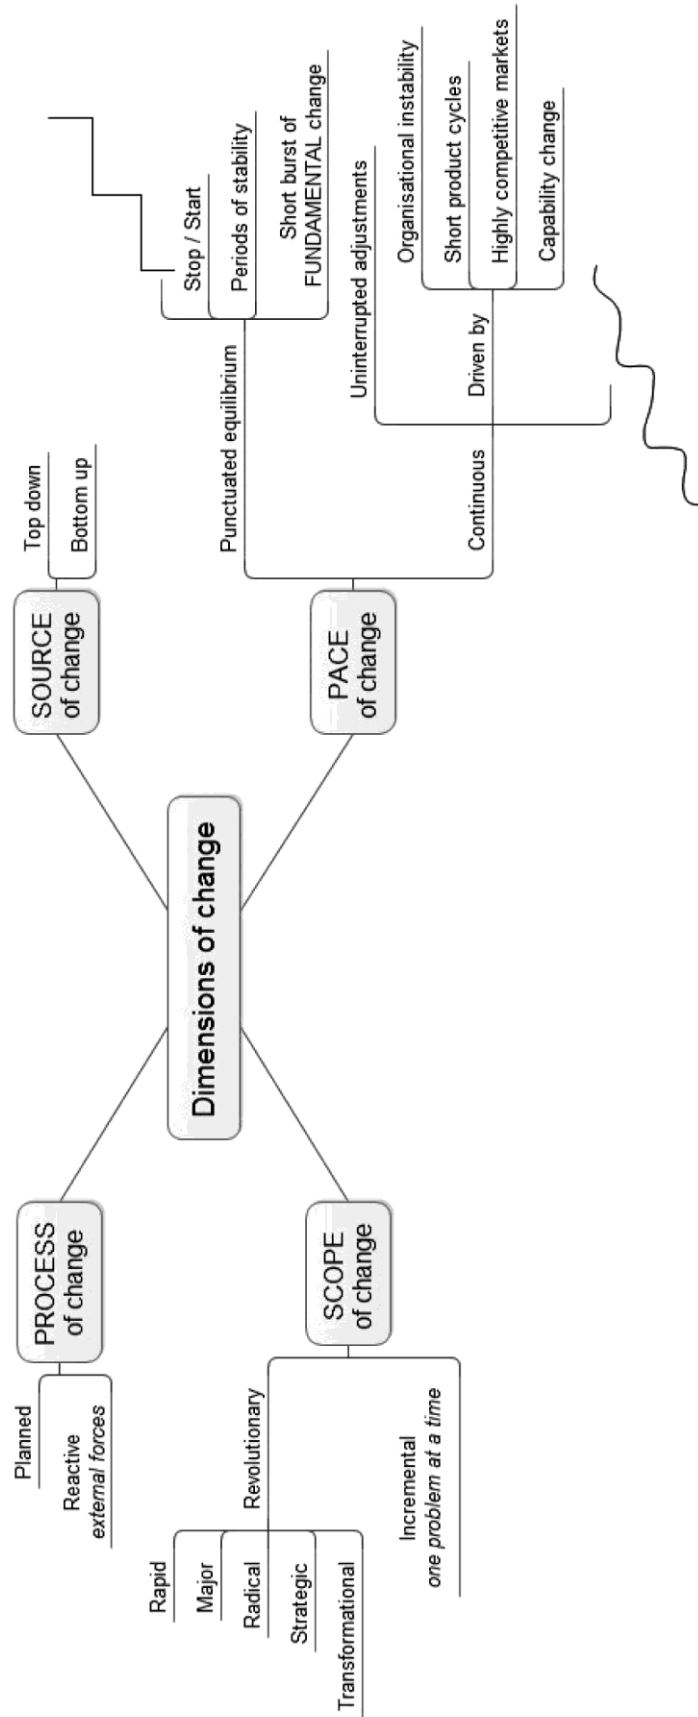 Dimensions of change
PROCESS
of change
Planned
Reactive
external forces
SCOPE
of change
Revolutionary
Rapid
Major
Radical
Strategic
Transformational
Incremental
one problem at a time
SOURCE
of change
Top down
Bottom up
PACE
of change
Punctuated equilibrium
Stop / Start
Periods of stability
Short burst of
FUNDAMENTAL change
Continuous
Uninterrupted adjustments
Driven by
Organisational instability
Short product cycles
Highly competitive markets
Capability change